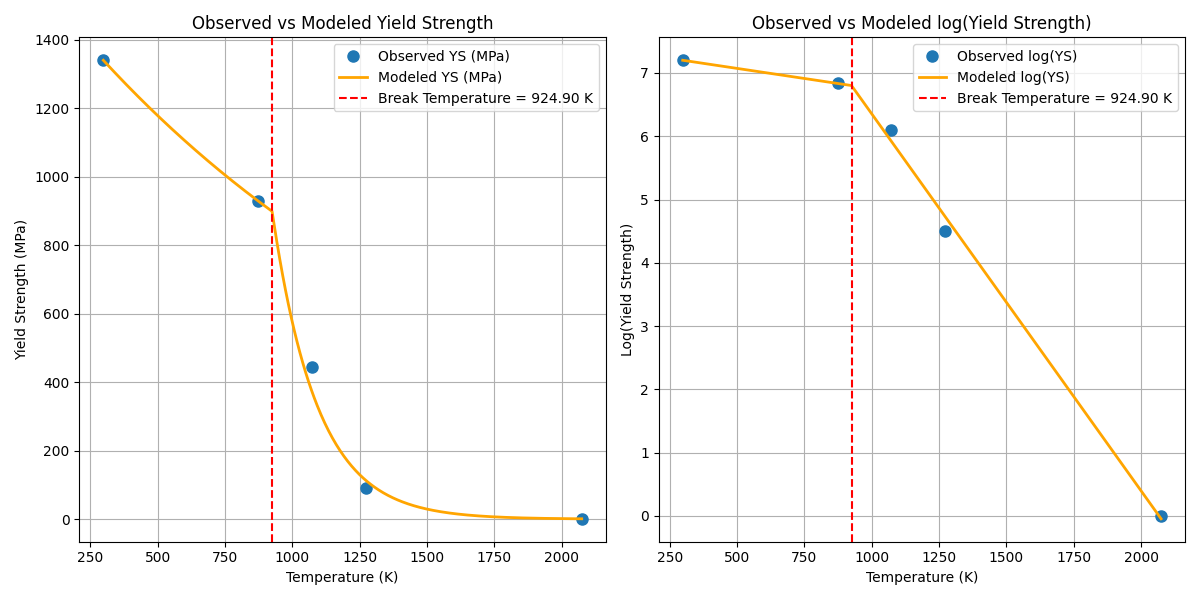 Observed vs Modeled Yield Strength
1400
1200
1000
800
600
400
200
0
Yield Strength (MPa)
250
500
750
1000
1250
1500
1750
2000
Temperature (K)
Observed YS (MPa)
Modeled YS (MPa)
Break Temperature = 924.90 K
Observed vs Modeled log(Yield Strength)
7
6
5
4
3
2
1
0
Log(Yield Strength)
250
500
750
1000
1250
1500
1750
2000
Temperature (K)
Observed log(YS)
Modeled log(YS)
Break Temperature = 924.90 K